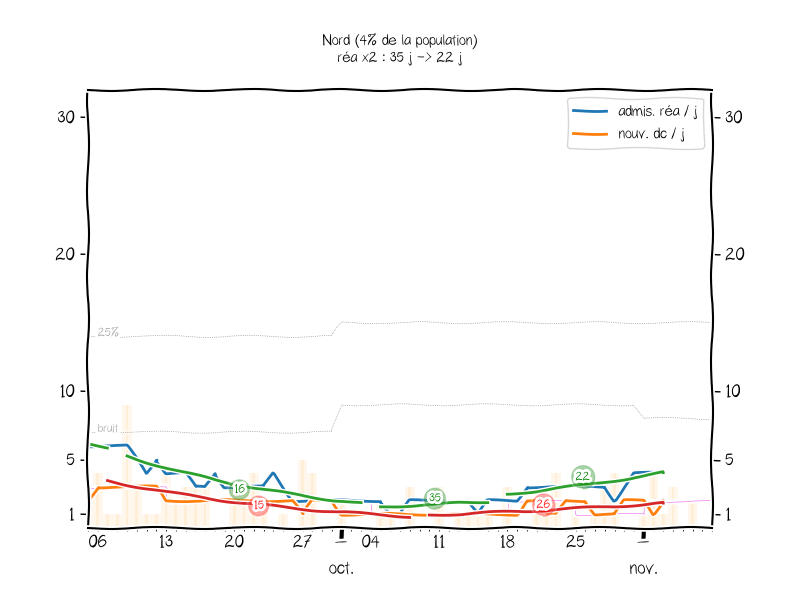 Nord (4% de la population)
réa x2 : 35 j -> 22 j
admis. réa / j
nouv. dc / j
30
30
20
20
25%
10
10
bruit
5
5
16
15
35
26
22
1
1
06 13 20 27 04 11 18 25
oct. nov.